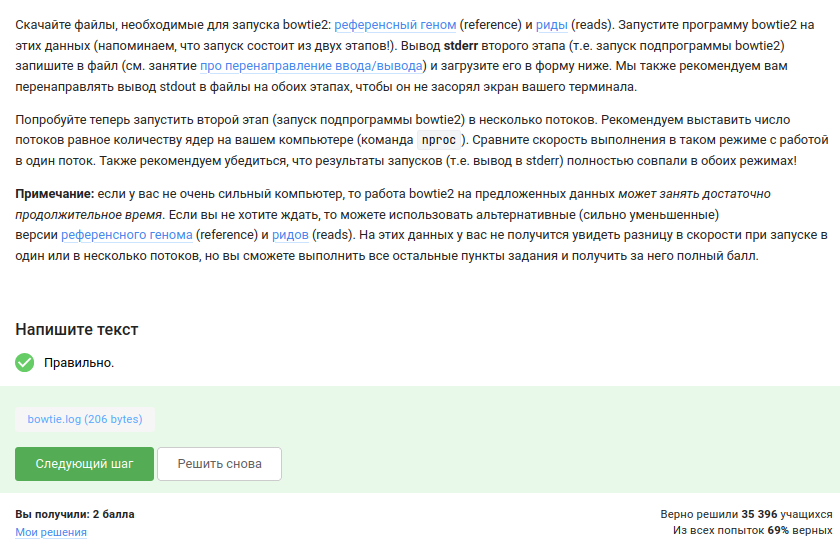 Скачайте файлы, необходимые для запуска bowtie2: референсный геном (reference) и риды (reads). Запустите программу bowtie2 на
этих данных (напоминаем, что запуск состоит из двух этапов!). Вывод stderr второго этапа (т.е. запуск подпрограммы bowtie2)
запишите в файл (см. занятие про перенаправление ввода/вывода) и загрузите его в форму ниже. Мы также рекомендуем вам
перенаправлять вывод stdout в файлы на обоих этапах, чтобы он не засорял экран вашего терминала.
Попробуйте теперь запустить второй этап (запуск подпрограммы bowtie2) в несколько потоков. Рекомендуем выставить число
потоков равное количеству ядер на вашем компьютере (команда nproc). Сравните скорость выполнения в таком режиме с работой
в один поток. Также рекомендуем убедиться, что результаты запусков (т.е. вывод в stderr) полностью совпали в обоих режимах!
Примечание: если у вас не очень сильный компьютер, то работа bowtie2 на предложенных данных может занять достаточно
продолжительное время. Если вы не хотите ждать, то можете использовать альтернативные (сильно уменьшенные)
версии референсного генома (reference) и ридов (reads). На этих данных у вас не получится увидеть разницу в скорости при запуске в
один или в несколько потоков, но вы сможете выполнить все остальные пункты задания и получить за него полный балл.
Напишите текст
Правильно.
bowtie.log (206 bytes)
Следующий шаг Решить снова
Вы получили: 2 балла Верно решили 35 396 учащихся
Мои решения Из всех попыток 69% верных